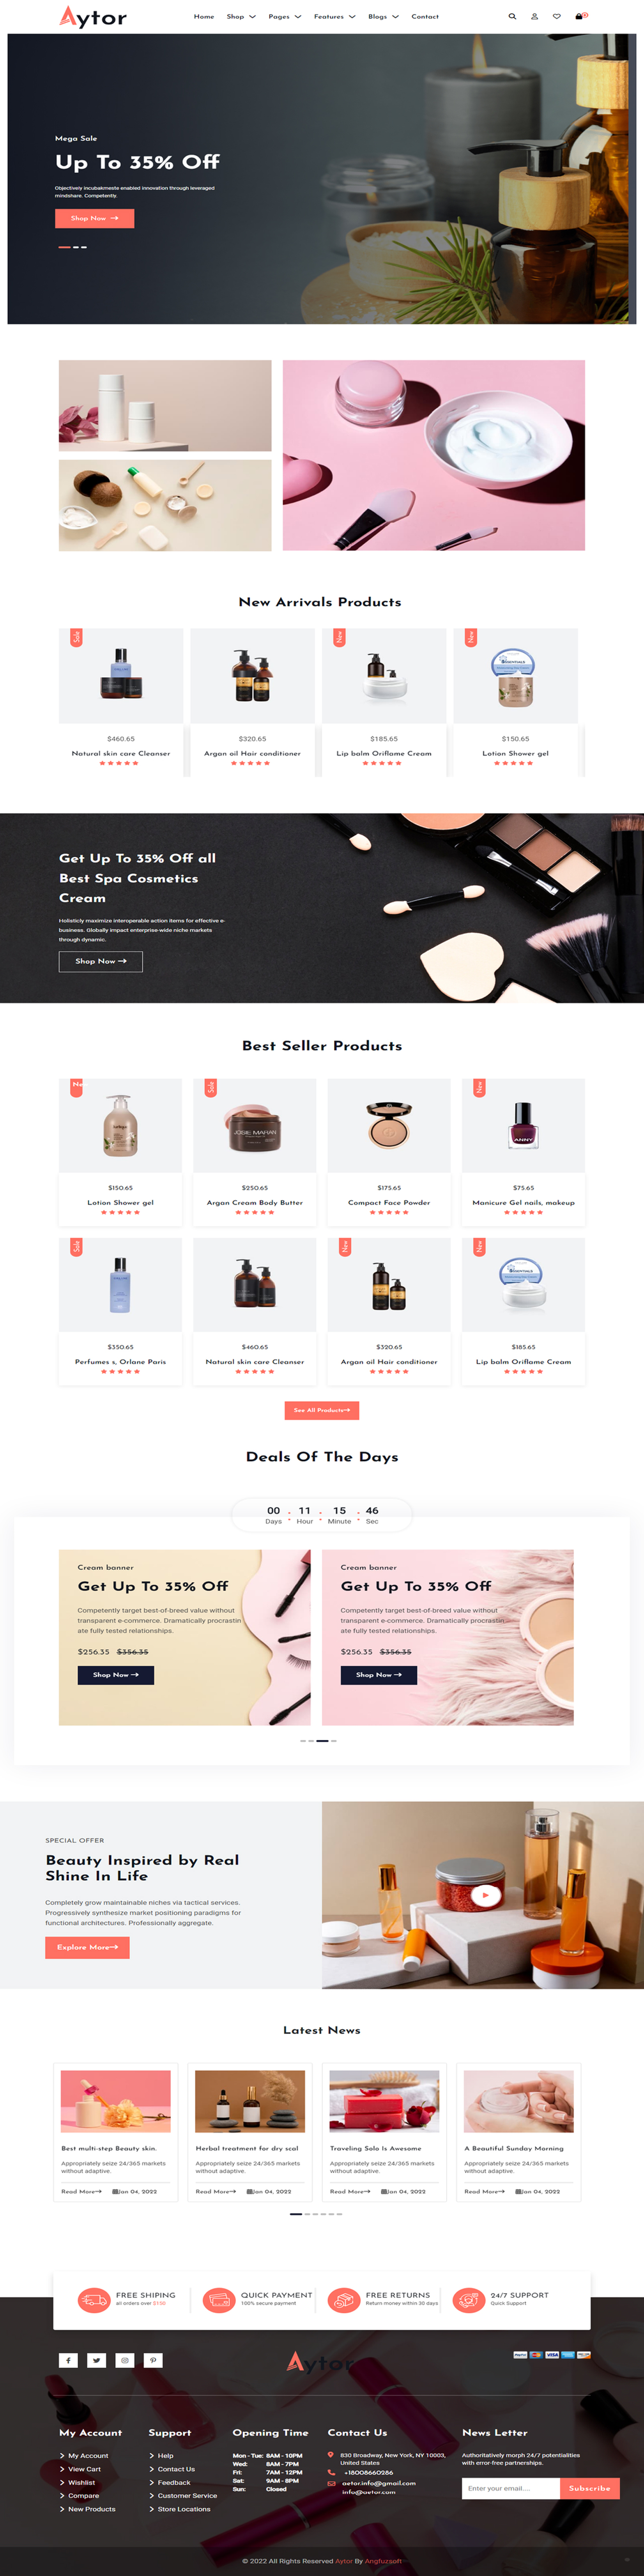 Aytor
Home Shop Pages Features Blogs Contact
Mega Sale
Up To 35% Off
Objectively incubakmeste enabled innovation through leveraged
mindshare. Competently.
Shop Now →
New Arrivals Products
Sale
New
New
$460.65
Natural skin care Cleanser
$320.65
Argan oil Hair conditioner
$185.65
Lip balm Oriflame Cream
$150.65
Lotion Shower gel
Get Up To 35% Off all
Best Spa Cosmetics
Cream
Holisticly maximize interoperable action items for effective e-
business. Globally impact enterprise-wide niche markets
through dynamic.
Shop Now →
Best Seller Products
Sale
JOSIE MARAN
New
ANNY
$150.65
Lotion Shower gel
$250.65
Argan Cream Body Butter
$175.65
Compact Face Powder
$75.65
Manicure Gel nails, makeup
Sale
New
New
$350.65
Perfumes s, Orlane Paris
$460.65
Natural skin care Cleanser
$320.65
Argan oil Hair conditioner
$185.65
Lip balm Oriflame Cream
See All Products→
Deals Of The Days
00 : 11 : 15 : 46
Days Hour Minute Sec
Cream banner
Get Up To 35% Off
Competently target best-of-breed value without
transparent e-commerce. Dramatically procrastin
ate fully tested relationships.
$256.35 $356.35
Shop Now →
Cream banner
Get Up To 35% Off
Competently target best-of-breed value without
transparent e-commerce. Dramatically procrastin
ate fully tested relationships.
$256.35 $356.35
Shop Now →
SPECIAL OFFER
Beauty Inspired by Real
Shine In Life
Completely grow maintainable niches via tactical services.
Progressively synthesize market positioning paradigms for
functional architectures. Professionally aggregate.
Explore More→
Latest News
Best multi-step Beauty skin.
Appropriately seize 24/365 markets
without adaptive.
Read More→ Jan 04, 2022
Herbal treatment for dry scal
Appropriately seize 24/365 markets
without adaptive.
Read More→ Jan 04, 2022
Traveling Solo Is Awesome
Appropriately seize 24/365 markets
without adaptive.
Read More→ Jan 04, 2022
A Beautiful Sunday Morning
Appropriately seize 24/365 markets
without adaptive.
Read More→ Jan 04, 2022
FREE SHIPING
all orders over $100
QUICK PAYMENT
100% secure payment
FREE RETURNS
Return money within 30 days
24/7 SUPPORT
Quick Support
Aytor
VISA
My Account
My Account
View Cart
Wishlist
Compare
New Products
Support
Help
Contact Us
Feedback
Customer Service
Store Locations
Opening Time
Mon - Tue: 8AM - 10PM
Wed: 8AM - 7PM
Fri: 7AM - 12PM
Sat: 9AM - 8PM
Sun: Closed
Contact Us
830 Broadway, New York, NY 10003,
United States
+18008660286
aetor.info@gmail.com
info@aetor.com
News Letter
Authoritatively morph 24/7 potentialities
with error-free partnerships.
Enter your email.... Subscribe
© 2022 All Rights Reserved Aytor By Angfuzsoft